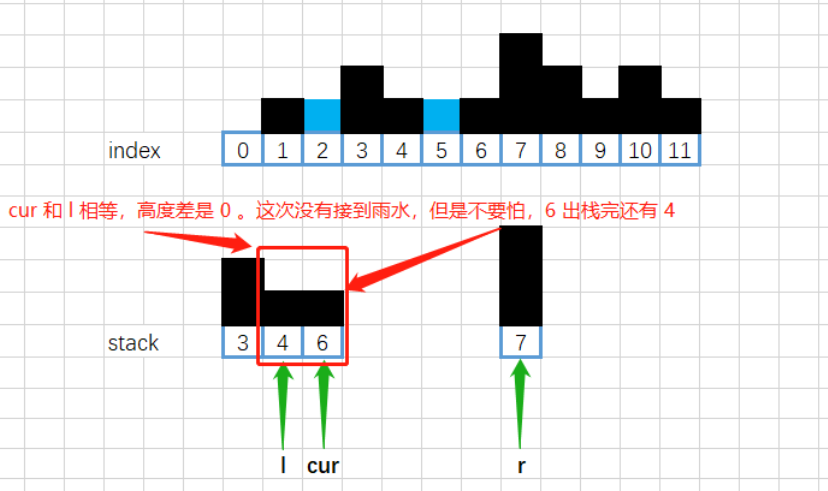 index 0 1 2 3 4 5 6 7 8 9 10 11
cur 和 l 相等，高度差是 0 。这次没有接到雨水，但是不要怕，6 出栈完还有 4
stack 3 4 6 7
l cur r